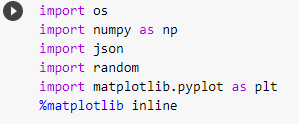 import os
import numpy as np
import json
import random
import matplotlib.pyplot as plt
%matplotlib inline